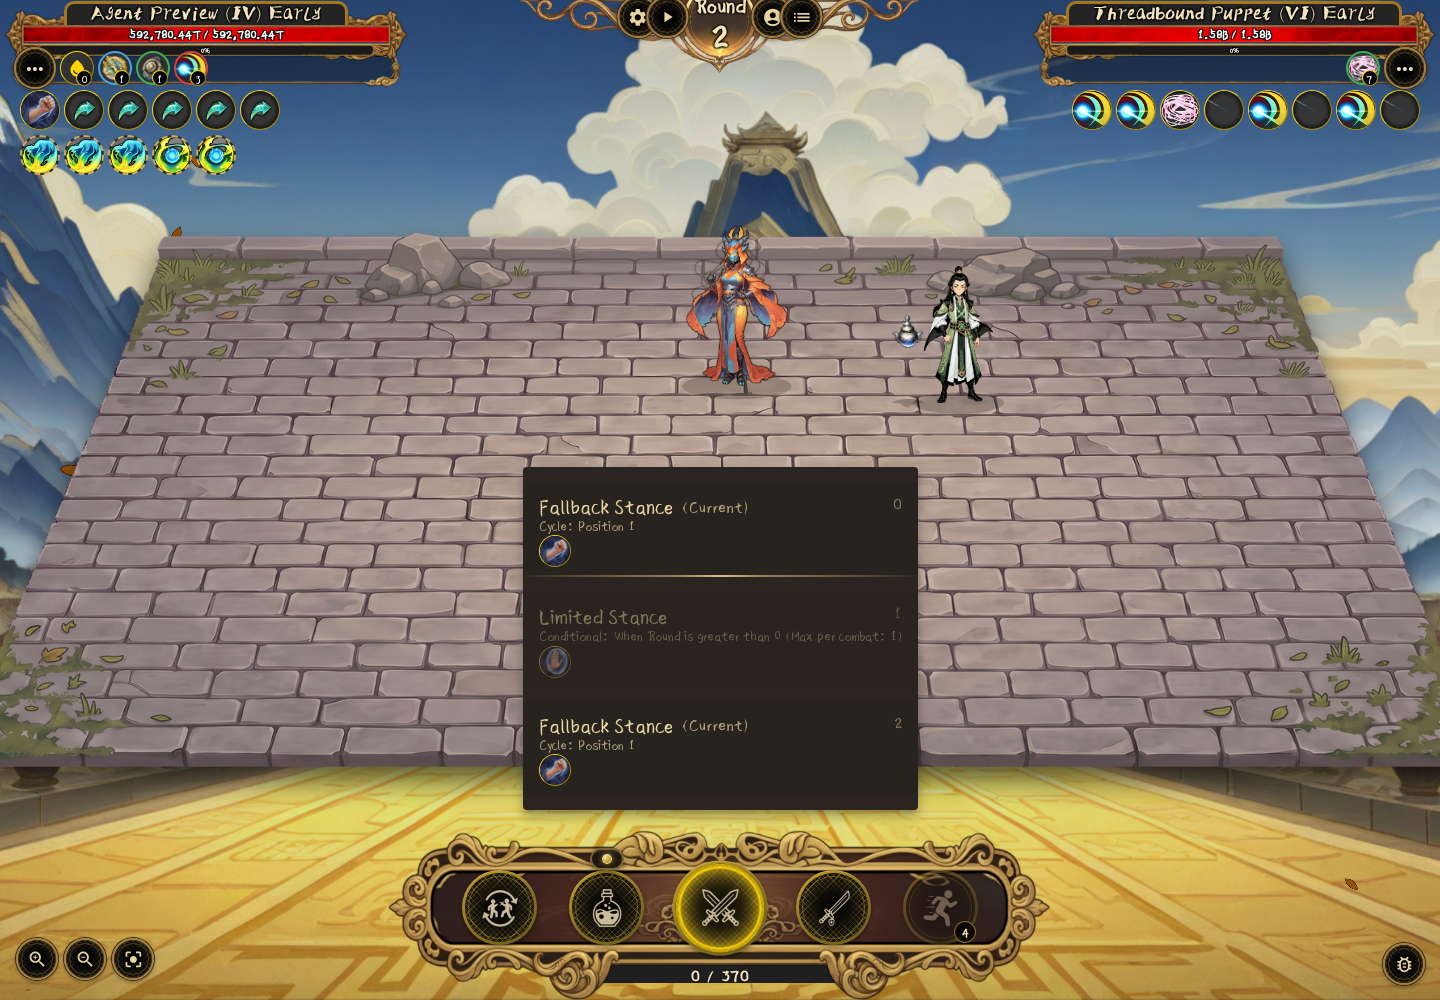 Agent Preview (IV) Early
592,780.44T / 592,780.44T
0%
0
1
1
3
Round
2
Threadbound Puppet (VI) Early
1.58B / 1.58B
0%
7
Fallback Stance (Current)
0
Cycle: Position 1
Limited Stance
1
Conditional: When Round is greater than 0 (Max per combat: 1)
Fallback Stance (Current)
2
Cycle: Position 1
4
0 / 370